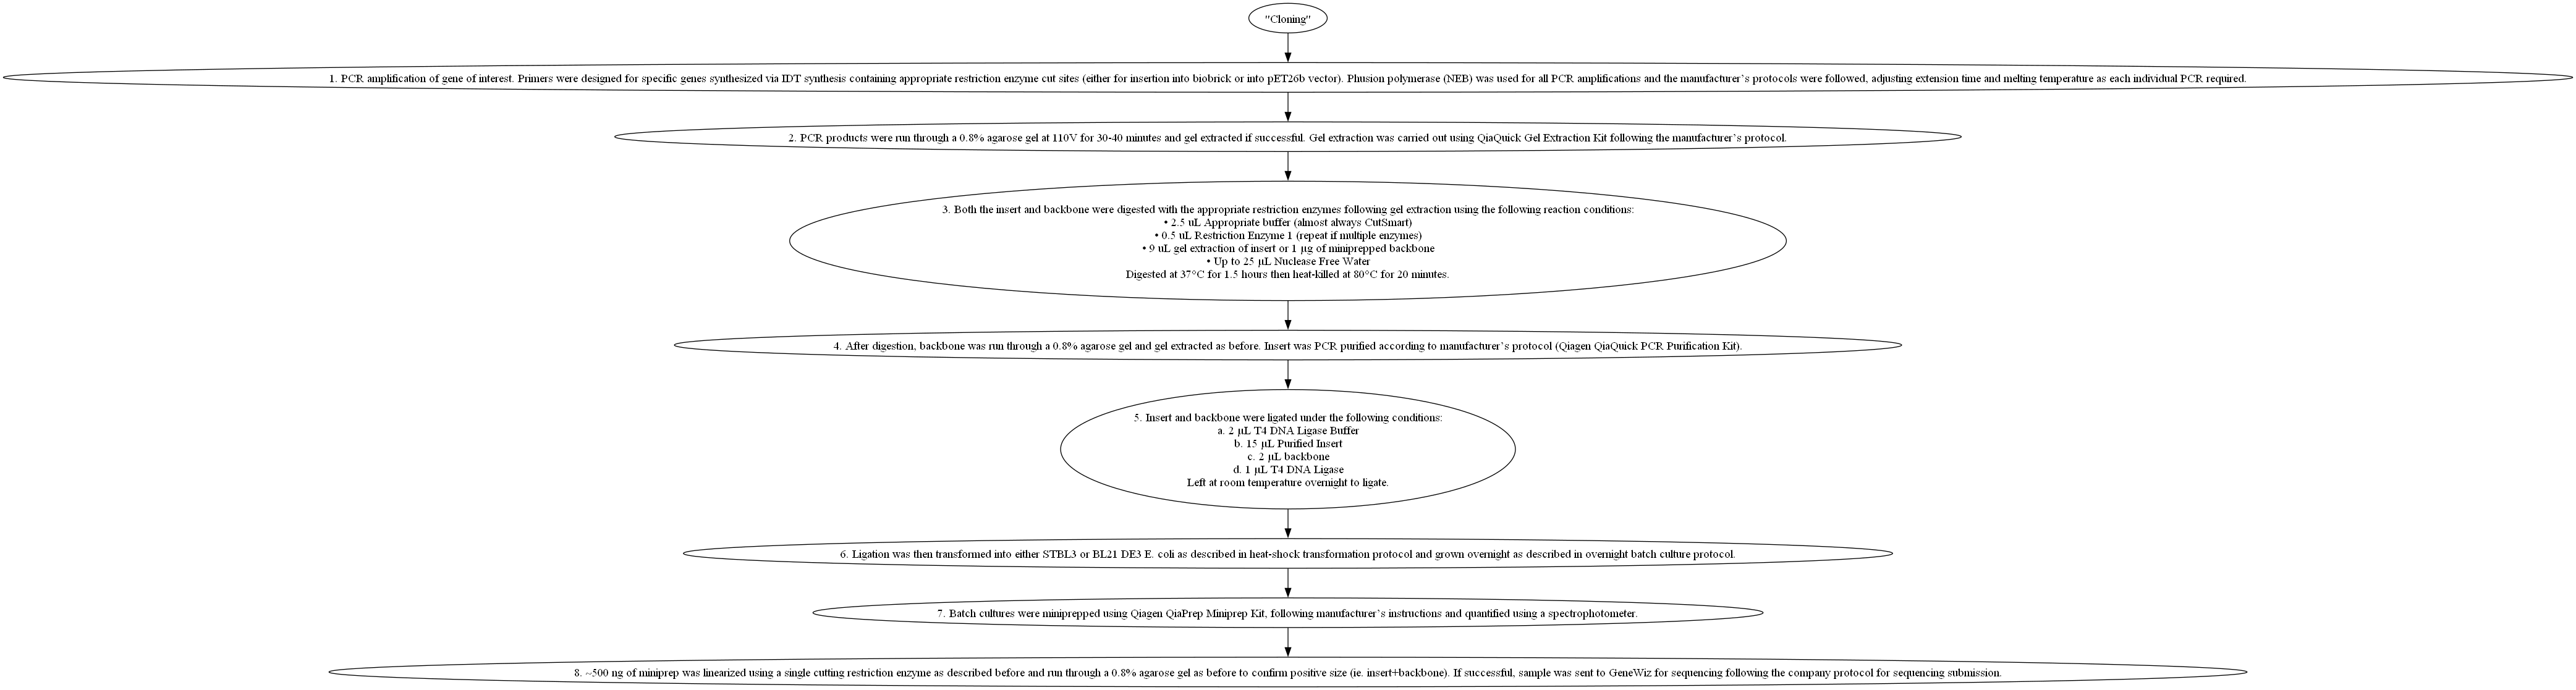 "Cloning"
1. PCR amplification of gene of interest. Primers were designed for specific genes synthesized via IDT synthesis containing appropriate restriction enzyme cut sites (either for insertion into biobrick or into pET26b vector). Phusion polymerase (NEB) was used for all PCR amplifications and the manufacturer`s protocols were followed, adjusting extension time and melting temperature as each individual PCR required.
2. PCR products were run through a 0.8% agarose gel at 110V for 30-40 minutes and gel extracted if successful. Gel extraction was carried out using QiaQuick Gel Extraction Kit following the manufacturer`s protocol.
3. Both the insert and backbone were digested with the appropriate restriction enzymes following gel extraction using the following reaction conditions:
• 2.5 uL Appropriate buffer (almost always CutSmart)
• 0.5 uL Restriction Enzyme 1 (repeat if multiple enzymes)
• 9 uL gel extraction of insert or 1 µg of miniprepped backbone
• Up to 25 µL Nuclease Free Water
Digested at 37°C for 1.5 hours then heat-killed at 80°C for 20 minutes.
4. After digestion, backbone was run through a 0.8% agarose gel and gel extracted as before. Insert was PCR purified according to manufacturer`s protocol (Qiagen QiaQuick PCR Purification Kit).
5. Insert and backbone were ligated under the following conditions:
a. 2 µL T4 DNA Ligase Buffer
b. 15 µL Purified Insert
c. 2 µL backbone
d. 1 µL T4 DNA Ligase
Left at room temperature overnight to ligate.
6. Ligation was then transformed into either STBL3 or BL21 DE3 E. coli as described in heat-shock transformation protocol and grown overnight as described in overnight batch culture protocol.
7. Batch cultures were miniprepped using Qiagen QiaPrep Miniprep Kit, following manufacturer`s instructions and quantified using a spectrophotometer.
8. ~500 ng of miniprep was linearized using a single cutting restriction enzyme as described before and run through a 0.8% agarose gel as before to confirm positive size (ie. insert+backbone). If successful, sample was sent to GeneWiz for sequencing following the company protocol for sequencing submission.